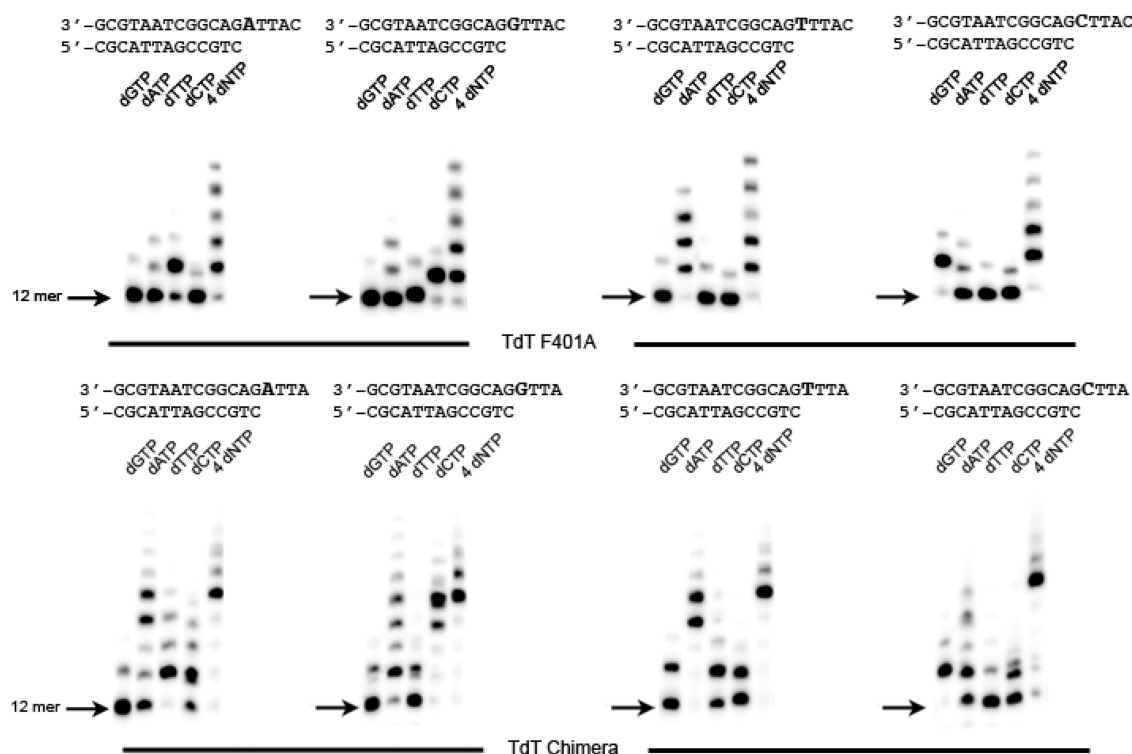 3′-GCGTAATCGGCAGATTAC
5′-CGCATTAGCCGTC
3′-GCGTAATCGGCAGGTTAC
5′-CGCATTAGCCGTC
3′-GCGTAATCGGCAGTTTAC
5′-CGCATTAGCCGTC
3′-GCGTAATCGGCAGCTTAC
5′-CGCATTAGCCGTC
dGTP dATP dTTP dCTP 4 dNTP
dGTP dATP dTTP dCTP 4 dNTP
dGTP dATP dTTP dCTP 4 dNTP
dGTP dATP dTTP dCTP 4 dNTP
12 mer
TdT F401A
3′-GCGTAATCGGCAGATTA
5′-CGCATTAGCCGTC
3′-GCGTAATCGGCAGGTTA
5′-CGCATTAGCCGTC
3′-GCGTAATCGGCAGTTTA
5′-CGCATTAGCCGTC
3′-GCGTAATCGGCAGCTTA
5′-CGCATTAGCCGTC
dGTP dATP dTTP dCTP 4 dNTP
dGTP dATP dTTP dCTP 4 dNTP
dGTP dATP dTTP dCTP 4 dNTP
dGTP dATP dTTP dCTP 4 dNTP
12 mer
TdT Chimera